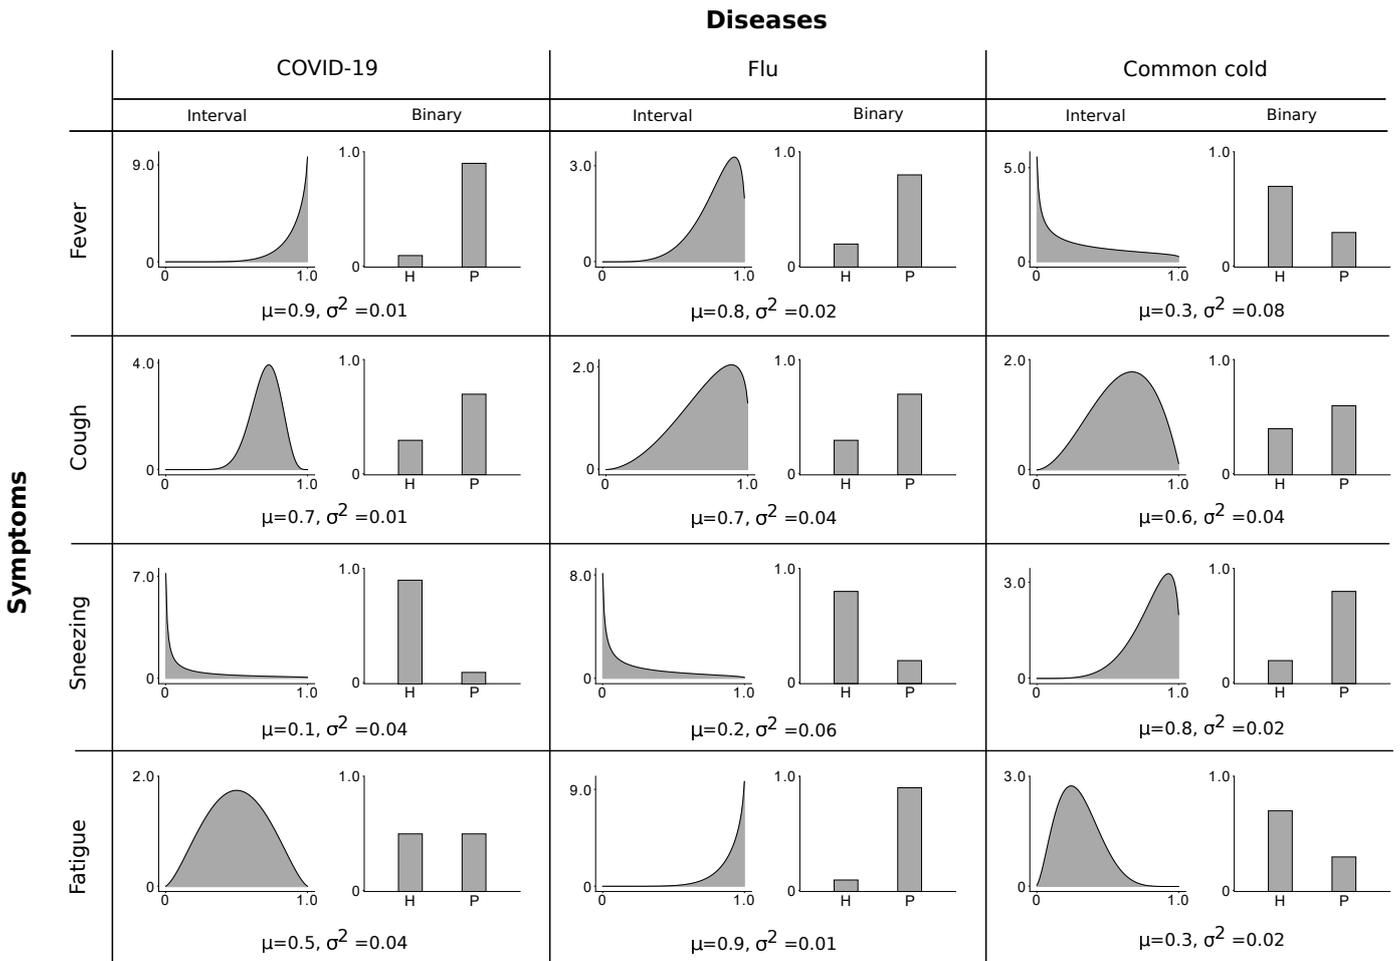 Diseases
COVID-19 Flu Common cold
Interval Binary Interval Binary Interval Binary
Symptoms
Fever
9.0 0 0 1.0 1.0 0 H P 3.0 0 0 1.0 1.0 0 H P 5.0 0 0 1.0 1.0 0 H P
μ=0.9, σ2 =0.01 μ=0.8, σ2 =0.02 μ=0.3, σ2 =0.08
Cough
4.0 0 0 1.0 1.0 0 H P 2.0 0 0 1.0 1.0 0 H P 2.0 0 0 1.0 1.0 0 H P
μ=0.7, σ2 =0.01 μ=0.7, σ2 =0.04 μ=0.6, σ2 =0.04
Sneezing
7.0 0 0 1.0 1.0 0 H P 8.0 0 0 1.0 1.0 0 H P 3.0 0 0 1.0 1.0 0 H P
μ=0.1, σ2 =0.04 μ=0.2, σ2 =0.06 μ=0.8, σ2 =0.02
Fatigue
2.0 0 0 1.0 1.0 0 H P 9.0 0 0 1.0 1.0 0 H P 3.0 0 0 1.0 1.0 0 H P
μ=0.5, σ2 =0.04 μ=0.9, σ2 =0.01 μ=0.3, σ2 =0.02